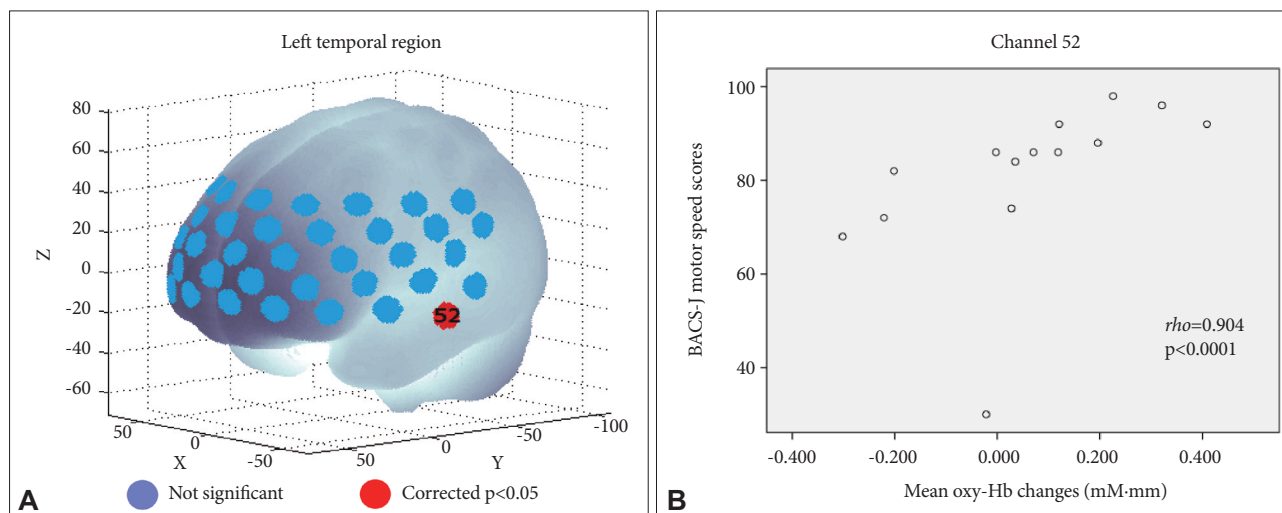 Left temporal region
80
60
40
20
0
-20
-40
-60
Z
52
50
0
-50
X
50
0
-50
-100
Y
Not significant
Corrected p<0.05
A
Channel 52
100
80
60
40
BACS-J motor speed scores
rho=0.904
p<0.0001
-0.400
-0.200
0.000
0.200
0.400
Mean oxy-Hb changes (mM·mm)
B